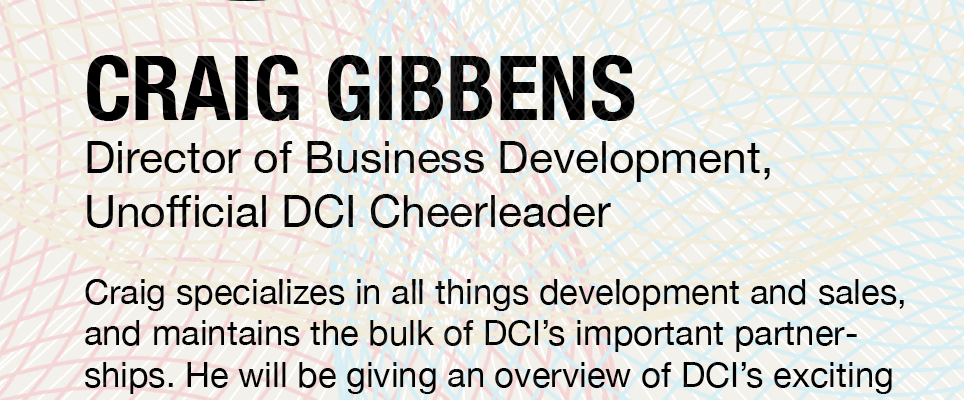 CRAIG GIBBENS
Director of Business Development,
Unofficial DCI Cheerleader
Craig specializes in all things development and sales,
and maintains the bulk of DCI’s important partner-
ships. He will be giving an overview of DCI’s exciting